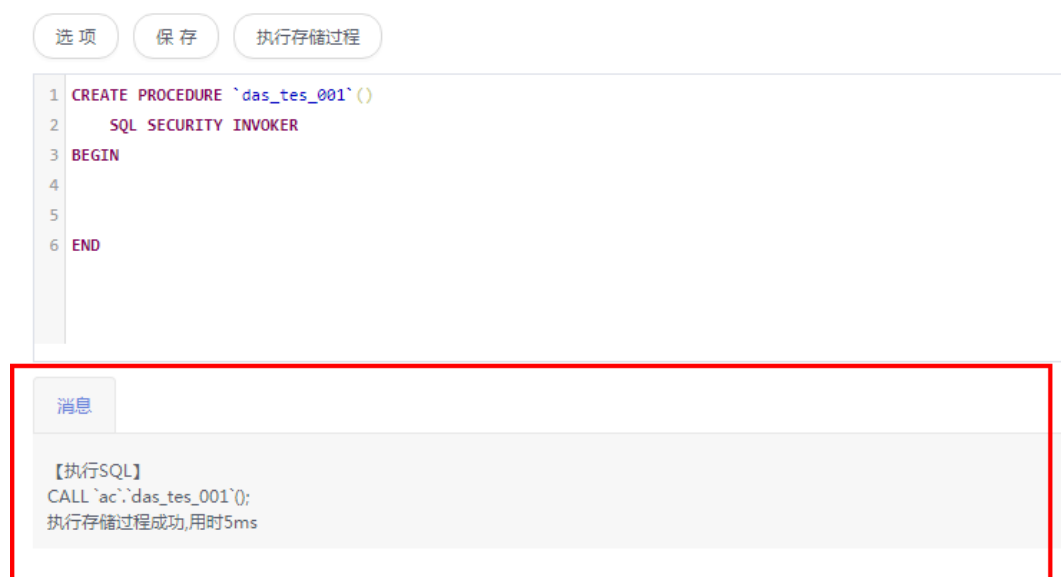 选 项 保 存 执行存储过程
1 CREATE PROCEDURE `das_tes_001`()
2 SQL SECURITY INVOKER
3 BEGIN
4
5
6 END
消息
【执行SQL】
CALL `ac`.`das_tes_001`();
执行存储过程成功,用时5ms